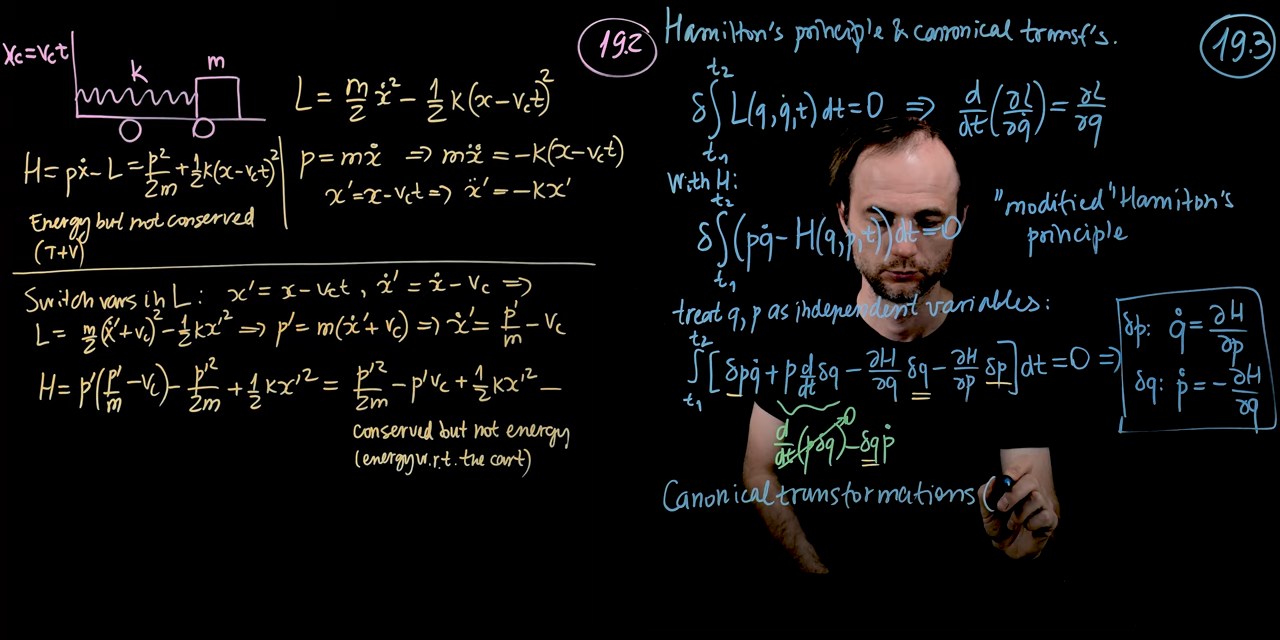 x_c = v_c t
k
m
19.2
L = m/2 ẋ² − 1/2 k(x − v_c t)²
H = pẋ − L = p²/2m + 1/2 k(x − v_c t)²
p = mẋ ⇒ mẍ = −k(x − v_c t)
x' = x − v_c t ⇒ ẍ' = −kx'
Energy but not conserved
(T+V)
Switch vars in L: x' = x − v_c t, ẋ' = ẋ − v_c ⇒
L = m/2 (ẋ' + v_c)² − 1/2 kx'² ⇒ p' = m(ẋ' + v_c) ⇒ ẋ' = p'/m − v_c
H = p'(p'/m − v_c) − p'²/2m + 1/2 kx'² = p'²/2m − p'v_c + 1/2 kx'² —
conserved but not energy
(energy w.r.t. the cart)
Hamilton's principle & canonical transf's.
19.3
δ∫_{t₁}^{t₂} L(q, q̇, t) dt = 0 ⇒ d/dt (∂L/∂q̇) = ∂L/∂q
With H:
δ∫_{t₁}^{t₂} (pq̇ − H(q, p, t)) dt = 0
"modified" Hamilton's
principle
treat q, p as independent variables:
∫_{t₁}^{t₂} [δp q̇ + p d/dt δq − ∂H/∂q δq − ∂H/∂p δp] dt = 0 ⇒
δp: q̇ = ∂H/∂p
δq: ṗ = −∂H/∂q
d/dt (pδq) − δq ṗ
0
Canonical transformations (